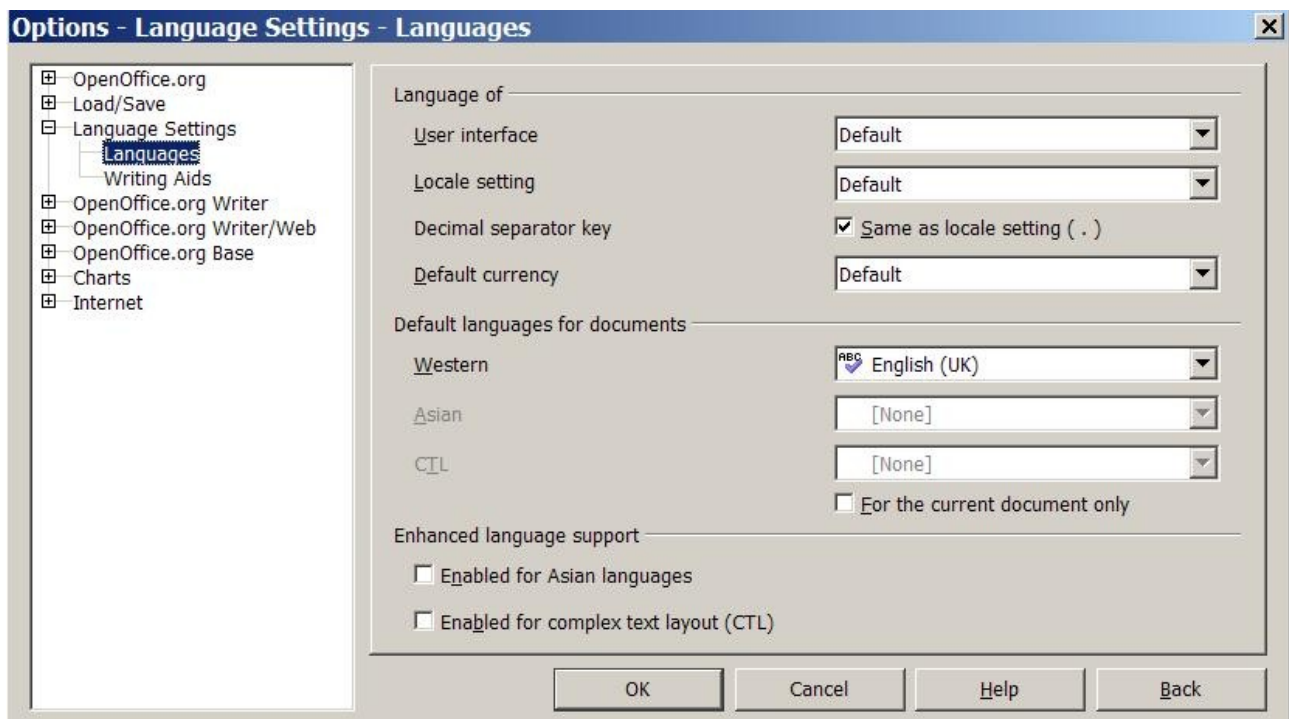 Options - Language Settings - Languages
OpenOffice.org
Load/Save
Language Settings
Languages
Writing Aids
OpenOffice.org Writer
OpenOffice.org Writer/Web
OpenOffice.org Base
Charts
Internet
Language of
User interface Default
Locale setting Default
Decimal separator key Same as locale setting ( . )
Default currency Default
Default languages for documents
Western ABC English (UK)
Asian [None]
CTL [None]
For the current document only
Enhanced language support
Enabled for Asian languages
Enabled for complex text layout (CTL)
OK Cancel Help Back